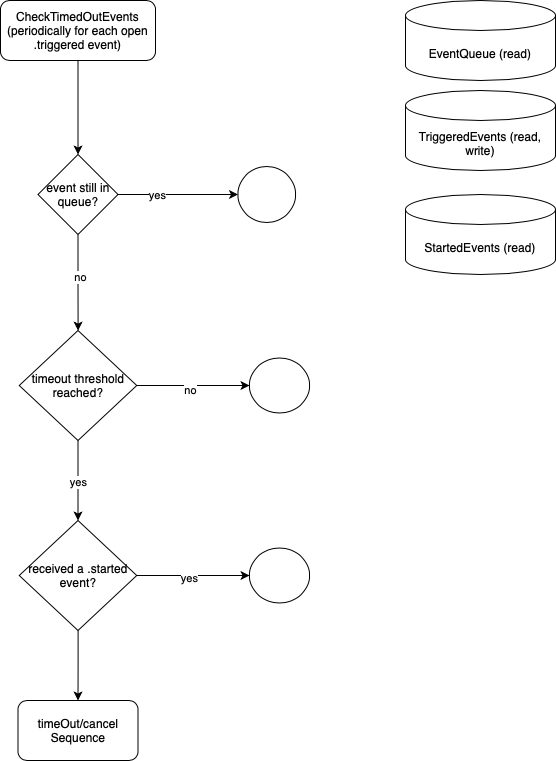 CheckTimedOutEvents
(periodically for each open
.triggered event)
EventQueue (read)
TriggeredEvents (read,
write)
event still in
queue?
yes
StartedEvents (read)
no
timeout threshold
reached?
no
yes
received a .started
event?
yes
timeOut/cancel
Sequence